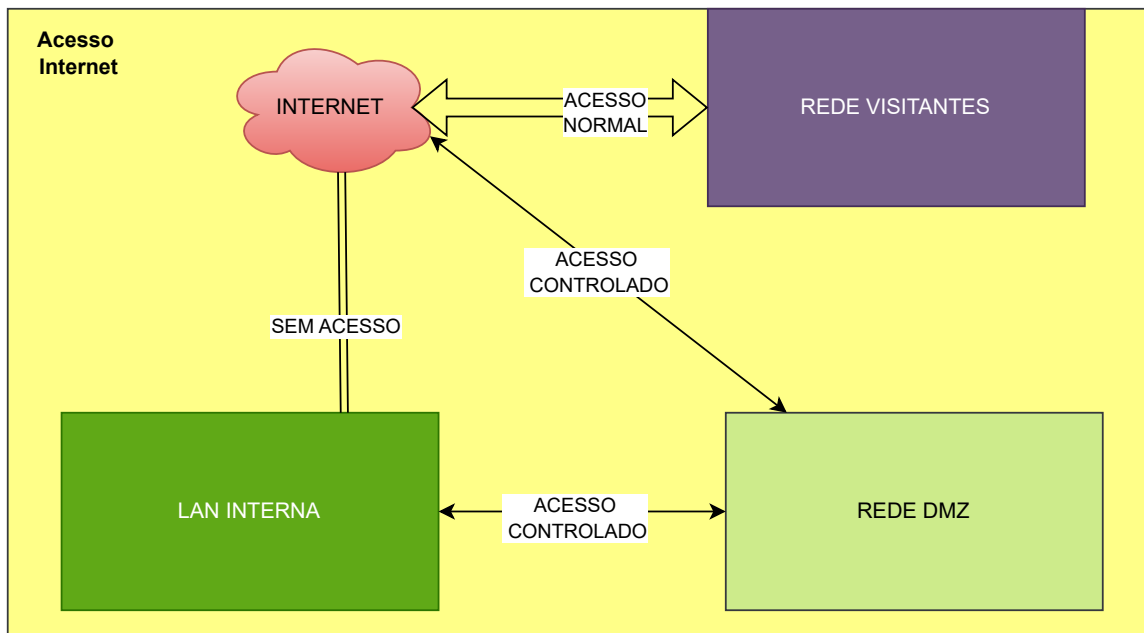 Acesso
Internet
INTERNET
ACESSO
NORMAL
REDE VISITANTES
ACESSO
CONTROLADO
SEM ACESSO
LAN INTERNA
ACESSO
CONTROLADO
REDE DMZ